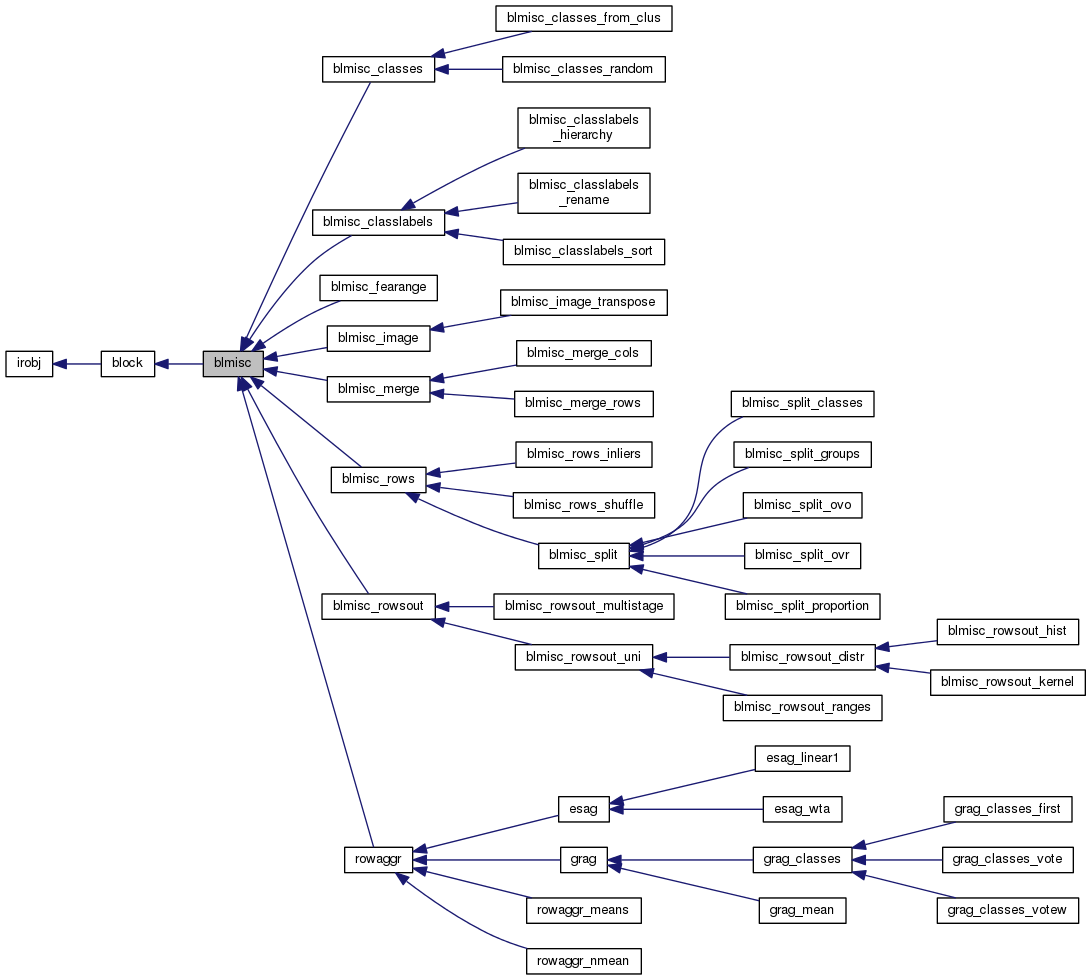 blmisc_classes_from_clus
blmisc_classes
blmisc_classes_random
blmisc_classlabels
_hierarchy
blmisc_classlabels
_rename
blmisc_classlabels
blmisc_classlabels_sort
blmisc_fearange
blmisc_image_transpose
blmisc_image
blmisc_merge_cols
irobj
block
blmisc
blmisc_merge
blmisc_merge_rows
blmisc_split_classes
blmisc_rows_inliers
blmisc_split_groups
blmisc_rows
blmisc_rows_shuffle
blmisc_split_ovo
blmisc_split
blmisc_split_ovr
blmisc_rowsout
blmisc_rowsout_multistage
blmisc_split_proportion
blmisc_rowsout_hist
blmisc_rowsout_uni
blmisc_rowsout_distr
blmisc_rowsout_kernel
blmisc_rowsout_ranges
esag_linear1
esag
esag_wta
grag_classes_first
rowaggr
grag
grag_classes
grag_classes_vote
rowaggr_means
grag_mean
grag_classes_votew
rowaggr_nmean